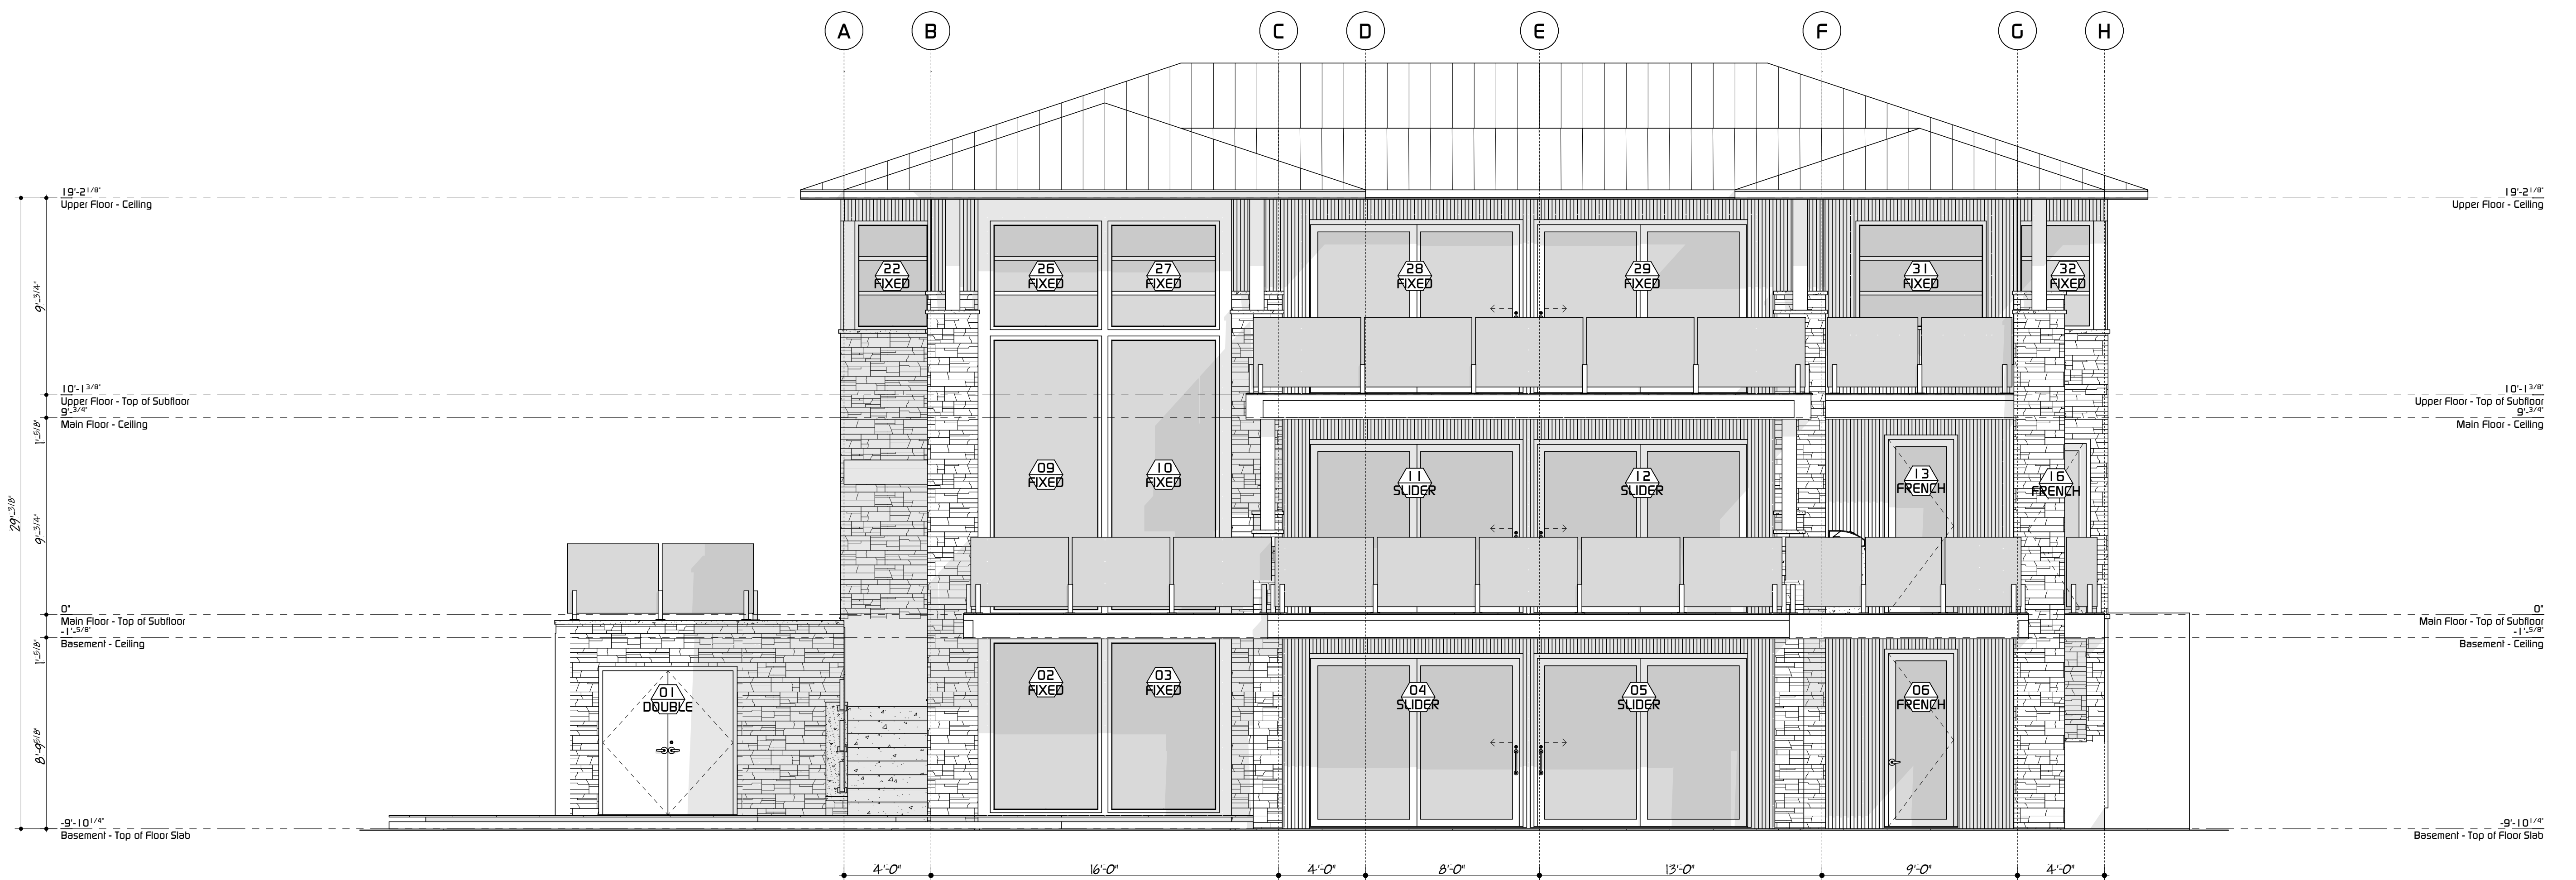 A B C D E F G H
19'-2 1/8" 19'-2 1/8"
Upper Floor - Ceiling Upper Floor - Ceiling
22 26 27 28 29 31 32
FIXED FIXED FIXED FIXED FIXED FIXED FIXED
9'-3/4"
10'-1 3/8" 10'-1 3/8"
Upper Floor - Top of Subfloor Upper Floor - Top of Subfloor
9'-3/4" 9'-3/4"
Main Floor - Ceiling Main Floor - Ceiling
1'-5/8"
09 10 11 12 13 16
FIXED FIXED SLIDER SLIDER FRENCH FRENCH
29'-3/8"
9'-3/4"
0" 0"
Main Floor - Top of Subfloor Main Floor - Top of Subfloor
-1'-5/8" -1'-5/8"
Basement - Ceiling Basement - Ceiling
1'-5/8"
01 02 03 04 05 06
DOUBLE FIXED FIXED SLIDER SLIDER FRENCH
8'-9 5/8"
-9'-10 1/4" -9'-10 1/4"
Basement - Top of Floor Slab Basement - Top of Floor Slab
4'-0" 16'-0" 4'-0" 8'-0" 13'-0" 9'-0" 4'-0"